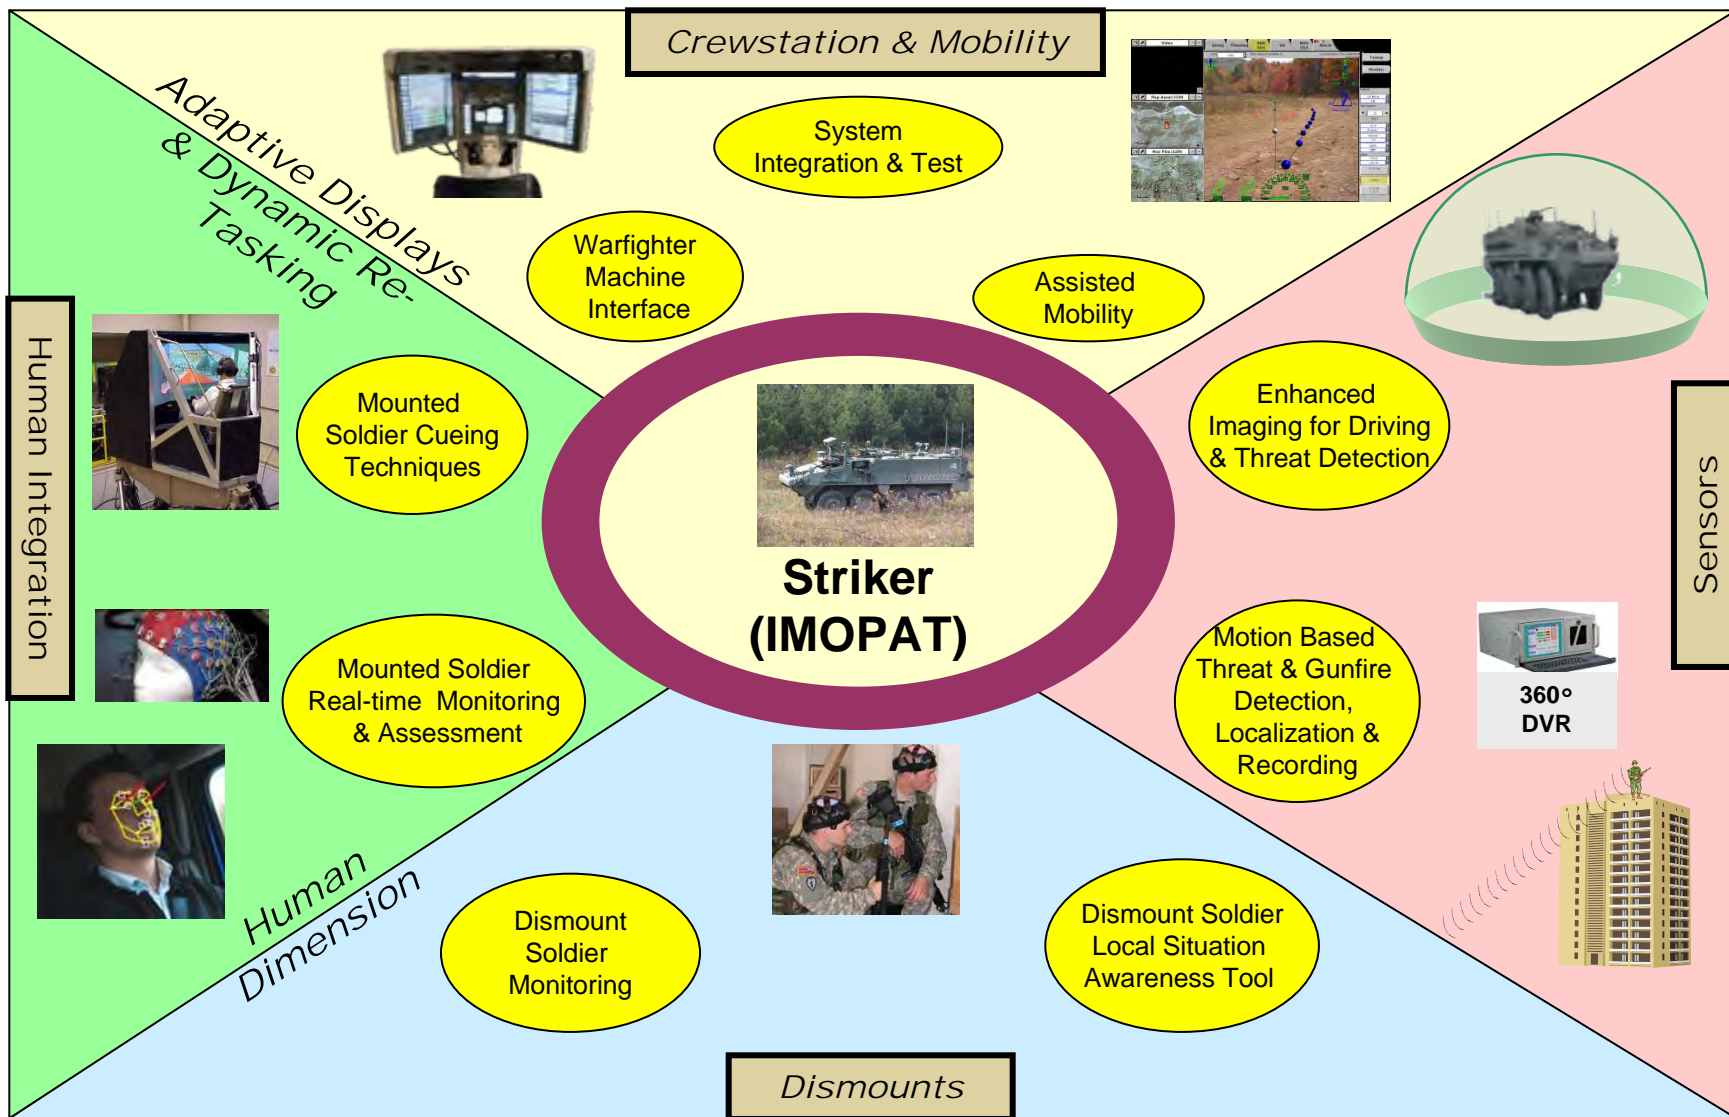 Crewstation & Mobility
Adaptive Displays
& Dynamic Re-
Tasking
System
Integration & Test
Warfighter
Machine
Interface
Assisted
Mobility
Human Integration
Mounted
Soldier Cueing
Techniques
Enhanced
Imaging for Driving
& Threat Detection
Sensors
Striker
(IMOPAT)
Mounted Soldier
Real-time Monitoring
& Assessment
Motion Based
Threat & Gunfire
Detection,
Localization &
Recording
360°
DVR
Human
Dimension
Dismount
Soldier
Monitoring
Dismount Soldier
Local Situation
Awareness Tool
Dismounts